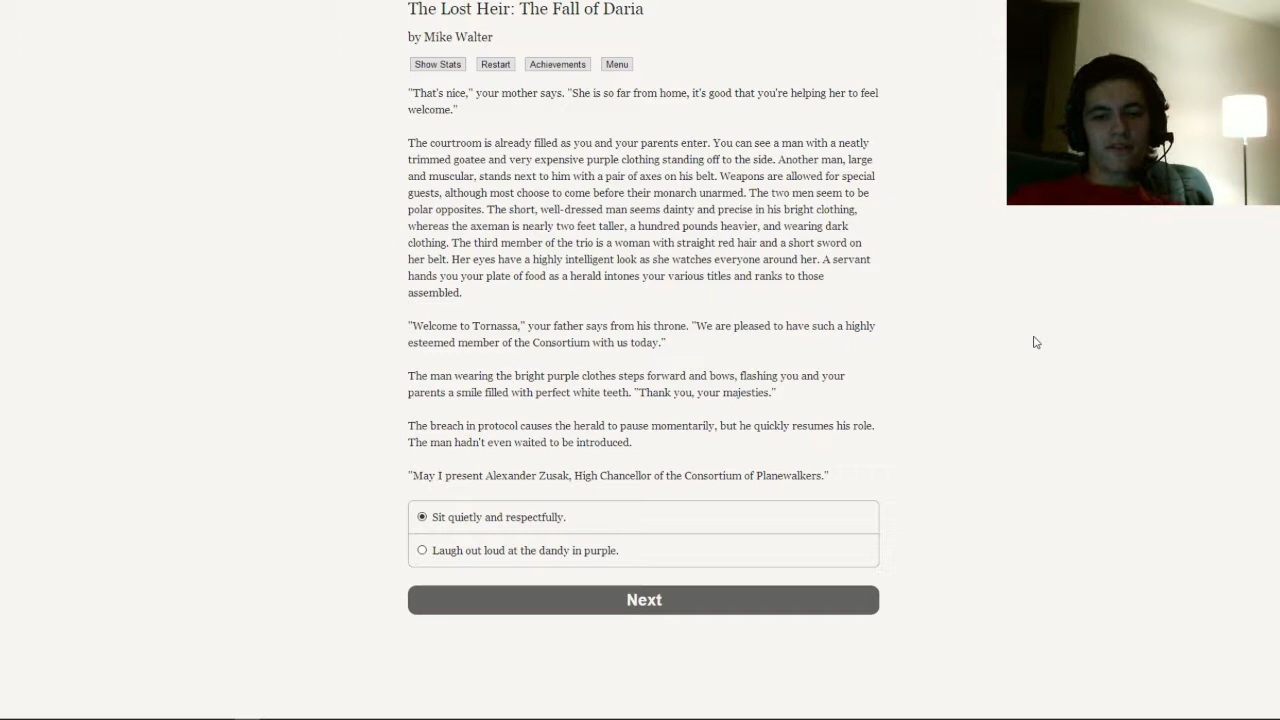 The Lost Heir: The Fall of Daria
by Mike Walter
Show Stats Restart Achievements Menu
"That's nice," your mother says. "She is so far from home, it's good that you're helping her to feel
welcome."
The courtroom is already filled as you and your parents enter. You can see a man with a neatly
trimmed goatee and very expensive purple clothing standing off to the side. Another man, large
and muscular, stands next to him with a pair of axes on his belt. Weapons are allowed for special
guests, although most choose to come before their monarch unarmed. The two men seem to be
polar opposites. The short, well-dressed man seems dainty and precise in his bright clothing,
whereas the axeman is nearly two feet taller, a hundred pounds heavier, and wearing dark
clothing. The third member of the trio is a woman with straight red hair and a short sword on
her belt. Her eyes have a highly intelligent look as she watches everyone around her. A servant
hands you your plate of food as a herald intones your various titles and ranks to those
assembled.
"Welcome to Tornassa," your father says from his throne. "We are pleased to have such a highly
esteemed member of the Consortium with us today."
The man wearing the bright purple clothes steps forward and bows, flashing you and your
parents a smile filled with perfect white teeth. "Thank you, your majesties."
The breach in protocol causes the herald to pause momentarily, but he quickly resumes his role.
The man hadn't even waited to be introduced.
"May I present Alexander Zusak, High Chancellor of the Consortium of Planewalkers."
Sit quietly and respectfully.
Laugh out loud at the dandy in purple.
Next